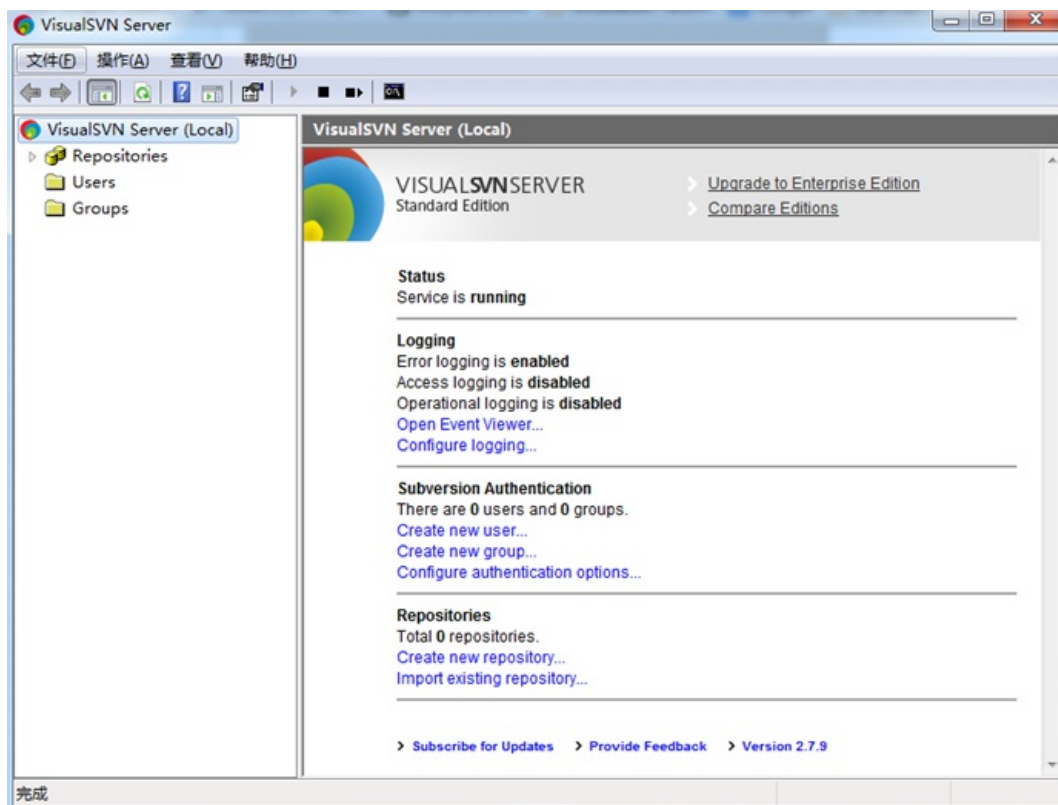 VisualSVN Server
文件(F) 操作(A) 查看(V) 帮助(H)
VisualSVN Server (Local)
Repositories
Users
Groups
VisualSVN Server (Local)
VISUALSVNSERVER
Standard Edition
Upgrade to Enterprise Edition
Compare Editions
Status
Service is running
Logging
Error logging is enabled
Access logging is disabled
Operational logging is disabled
Open Event Viewer...
Configure logging...
Subversion Authentication
There are 0 users and 0 groups.
Create new user...
Create new group...
Configure authentication options...
Repositories
Total 0 repositories.
Create new repository...
Import existing repository...
Subscribe for Updates Provide Feedback Version 2.7.9
完成